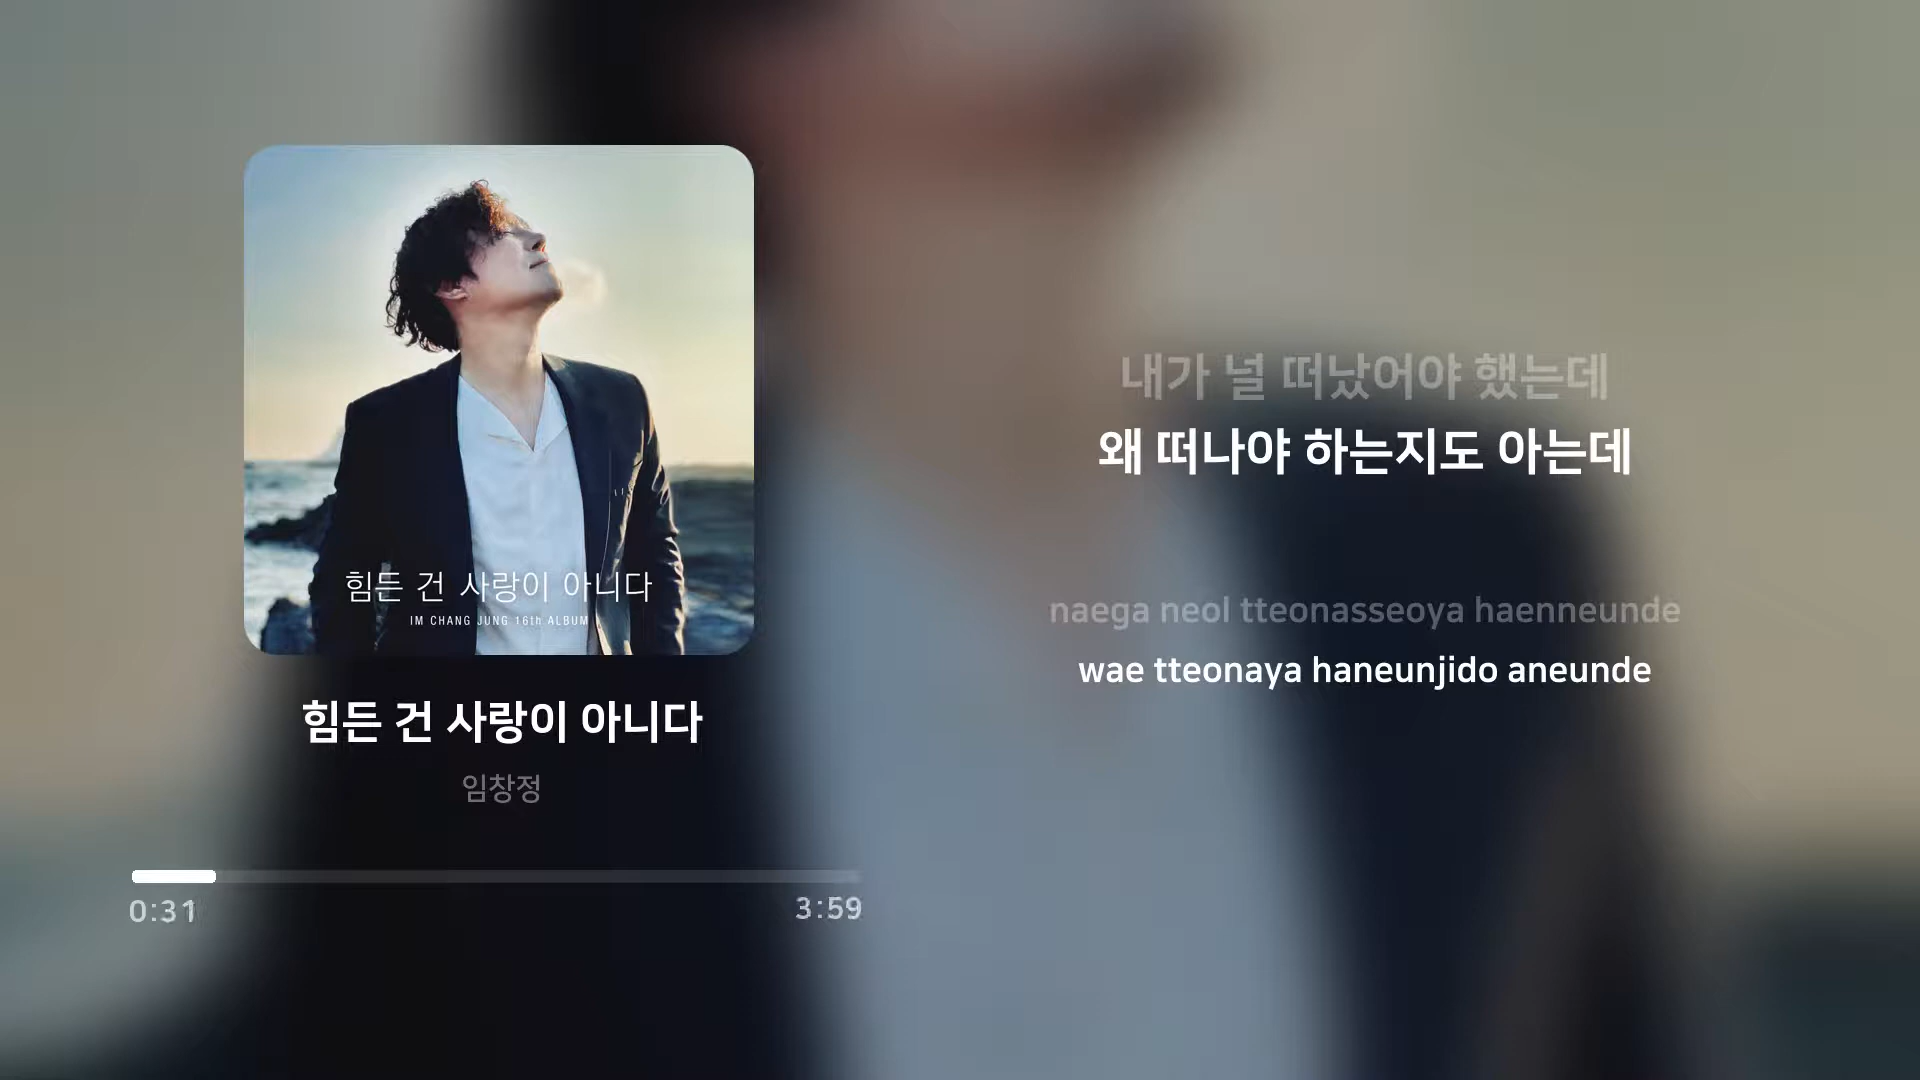 힘든 건 사랑이 아니다
IM CHANG JUNG 16th ALBUM
힘든 건 사랑이 아니다
임창정
0:31
3:59
내가 널 떠났어야 했는데
왜 떠나야 하는지도 아는데
naega neol tteonasseoya haenneunde
wae tteonaya haneunjido aneunde